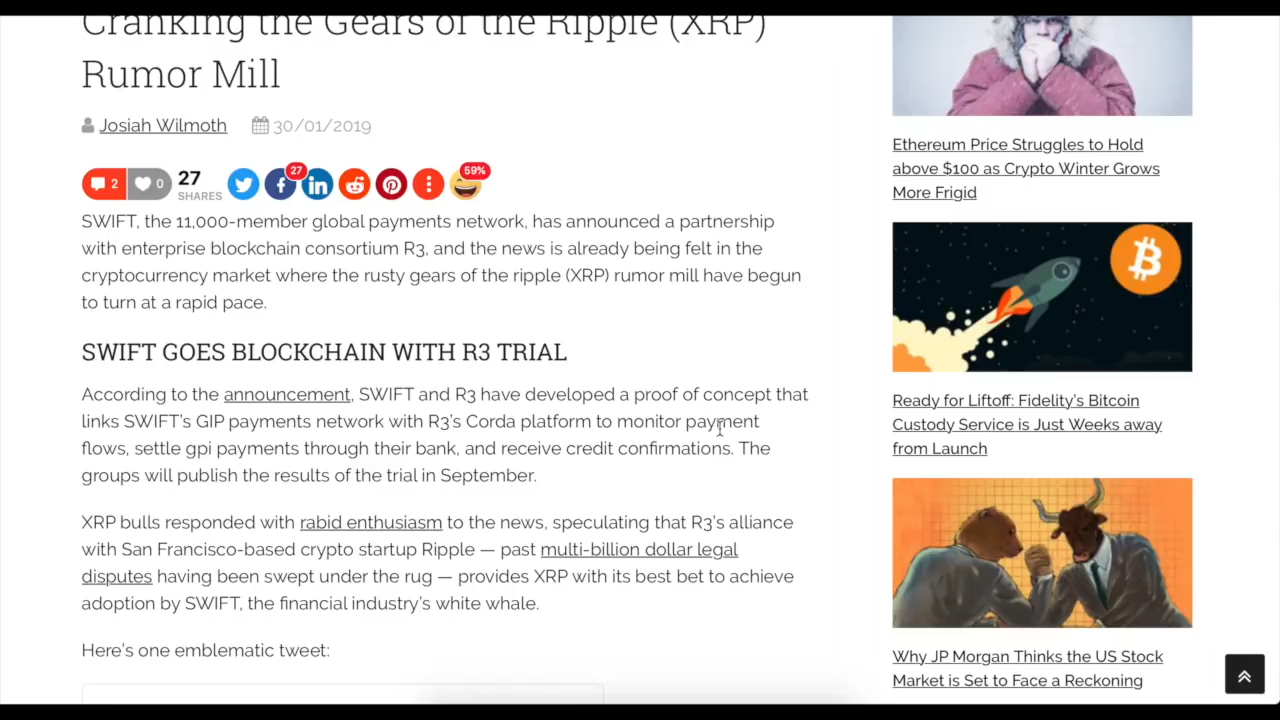 Cranking the Gears of the Ripple (XRP)
Rumor Mill
Josiah Wilmoth 30/01/2019
2 0 27 SHARES 27 59%
SWIFT, the 11,000-member global payments network, has announced a partnership
with enterprise blockchain consortium R3, and the news is already being felt in the
cryptocurrency market where the rusty gears of the ripple (XRP) rumor mill have begun
to turn at a rapid pace.
SWIFT GOES BLOCKCHAIN WITH R3 TRIAL
According to the announcement, SWIFT and R3 have developed a proof of concept that
links SWIFT's GIP payments network with R3's Corda platform to monitor payment
flows, settle gpi payments through their bank, and receive credit confirmations. The
groups will publish the results of the trial in September.
XRP bulls responded with rabid enthusiasm to the news, speculating that R3's alliance
with San Francisco-based crypto startup Ripple — past multi-billion dollar legal
disputes having been swept under the rug — provides XRP with its best bet to achieve
adoption by SWIFT, the financial industry's white whale.
Here's one emblematic tweet:
Ethereum Price Struggles to Hold
above $100 as Crypto Winter Grows
More Frigid
Ready for Liftoff: Fidelity's Bitcoin
Custody Service is Just Weeks away
from Launch
Why JP Morgan Thinks the US Stock
Market is Set to Face a Reckoning